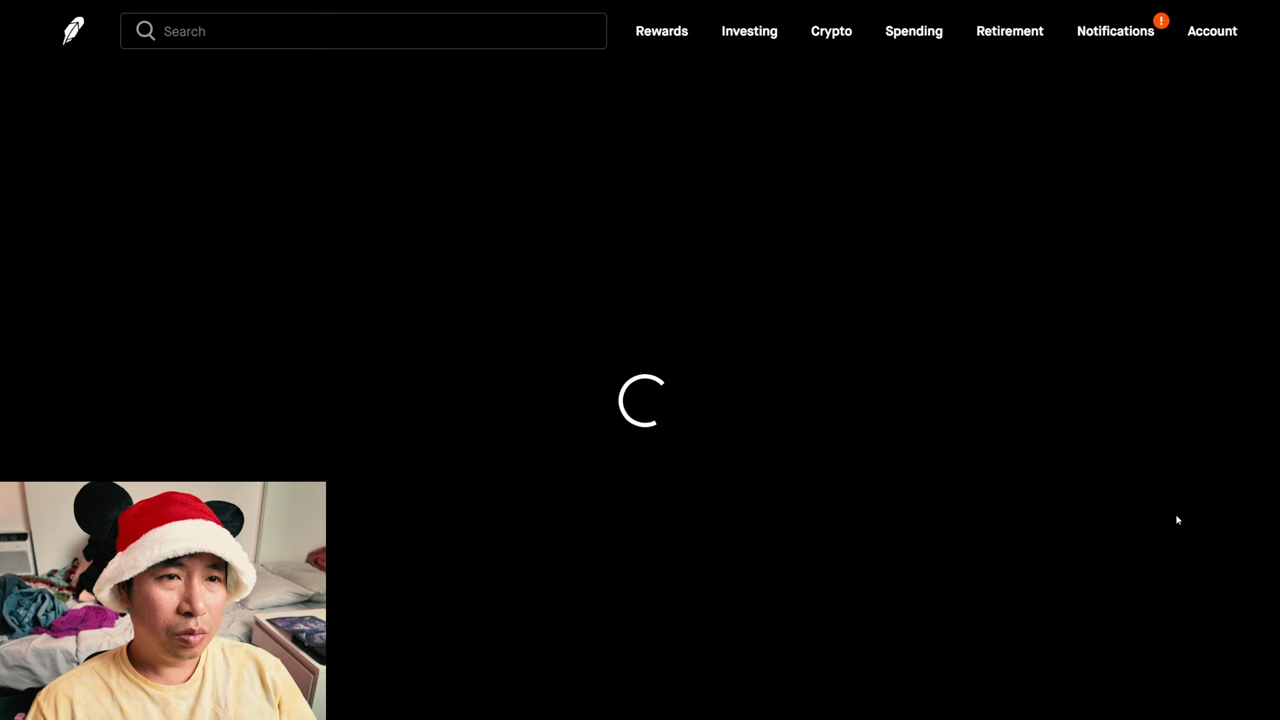 Search
Rewards
Investing
Crypto
Spending
Retirement
Notifications
!
Account